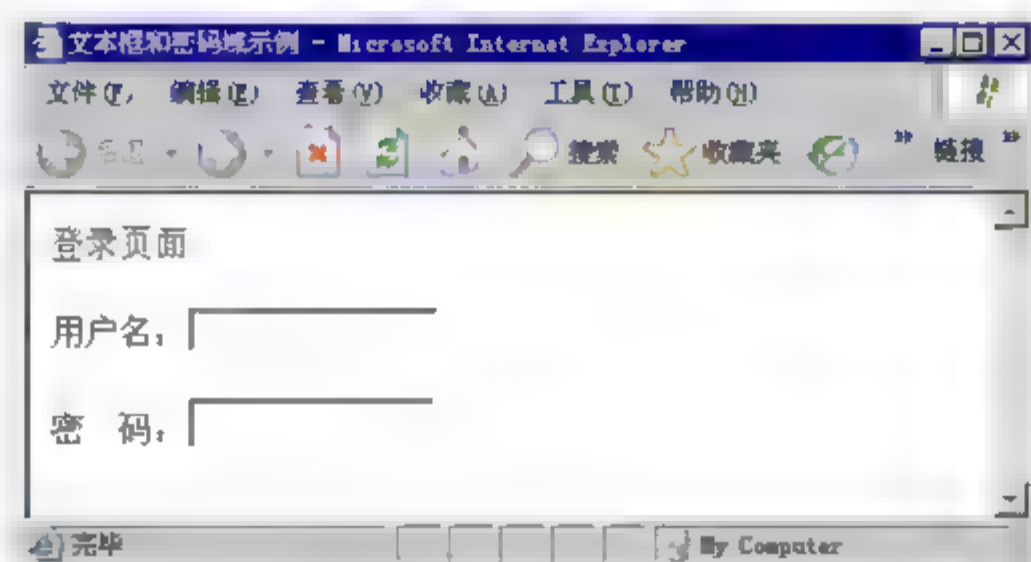 文本框和密码域示例 - Microsoft Internet Explorer
文件(F) 编辑(E) 查看(V) 收藏(A) 工具(T) 帮助(H)
后退 搜索 收藏夹 » 链接 »
登录页面
用户名:
密 码:
完毕 My Computer